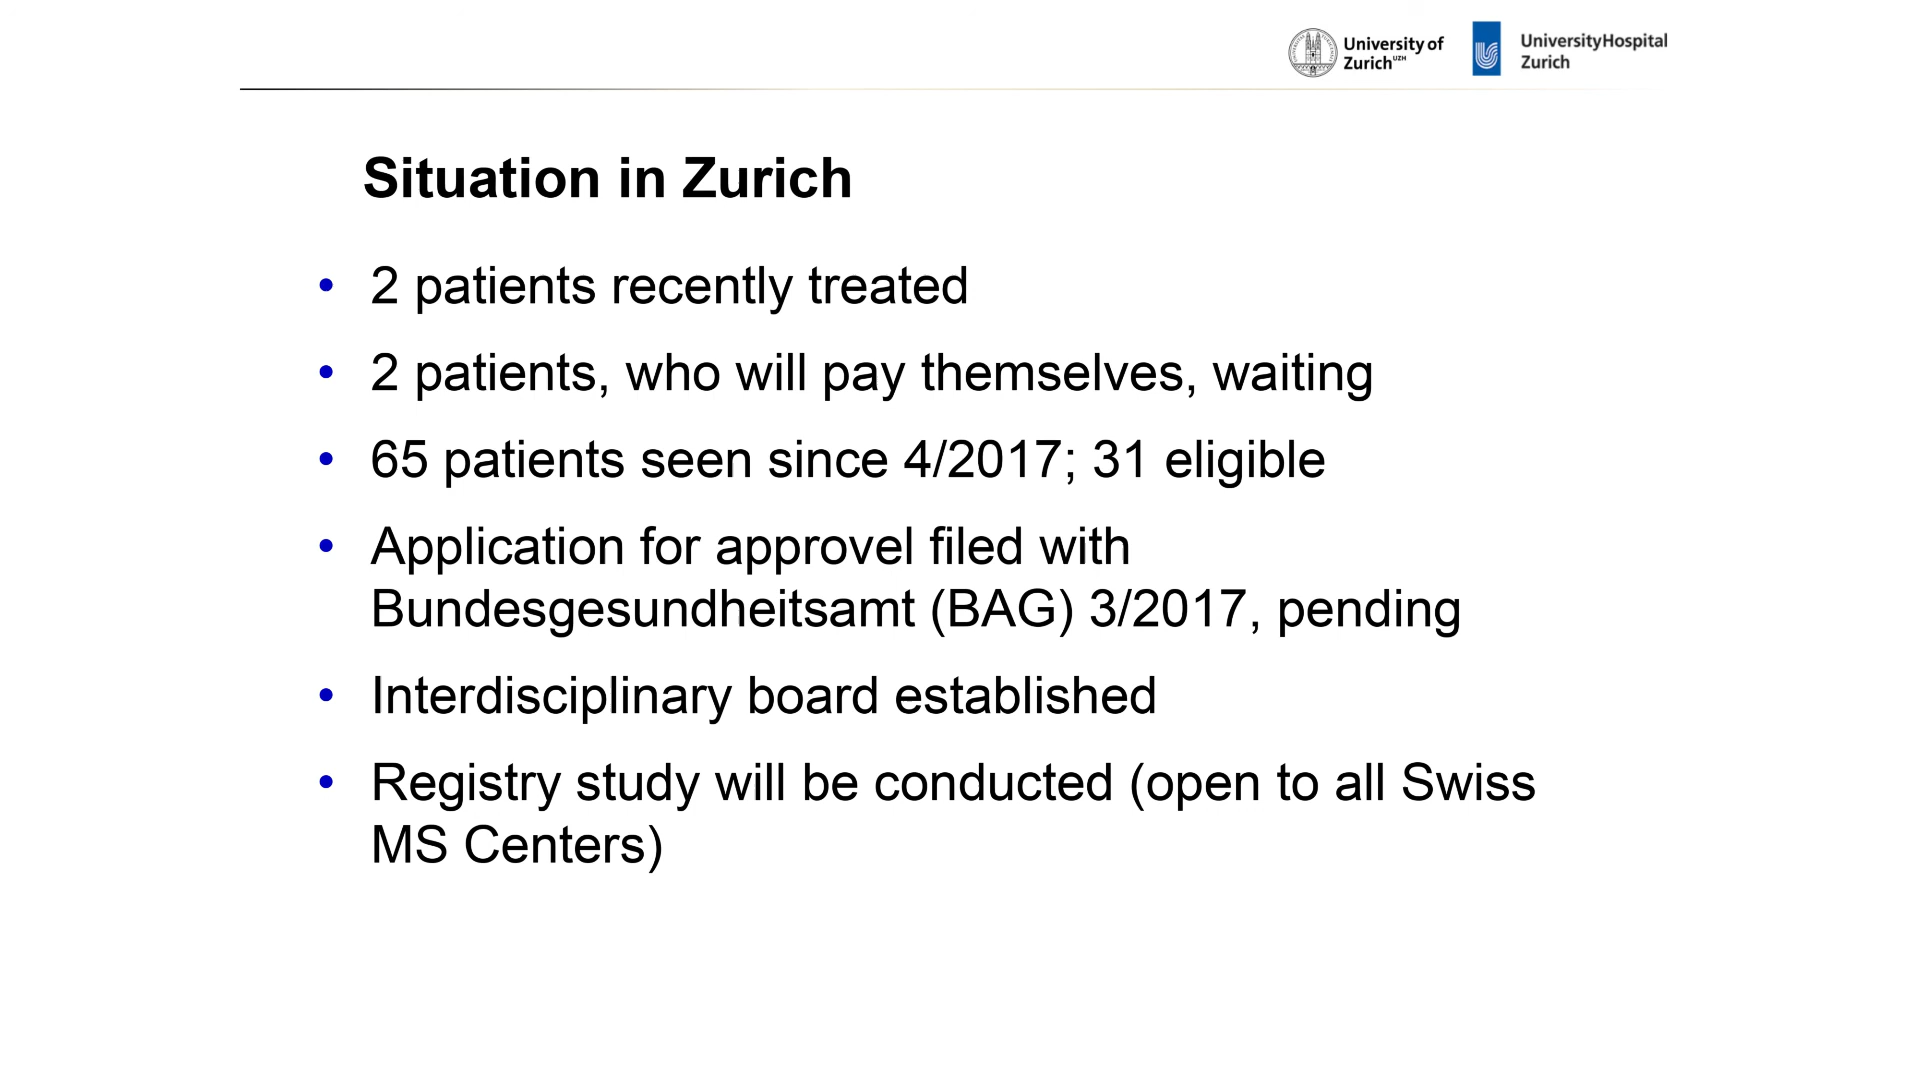 University of
Zurich UZH
UniversityHospital
Zurich
Situation in Zurich
• 2 patients recently treated
• 2 patients, who will pay themselves, waiting
• 65 patients seen since 4/2017; 31 eligible
• Application for approvel filed with
Bundesgesundheitsamt (BAG) 3/2017, pending
• Interdisciplinary board established
• Registry study will be conducted (open to all Swiss
MS Centers)